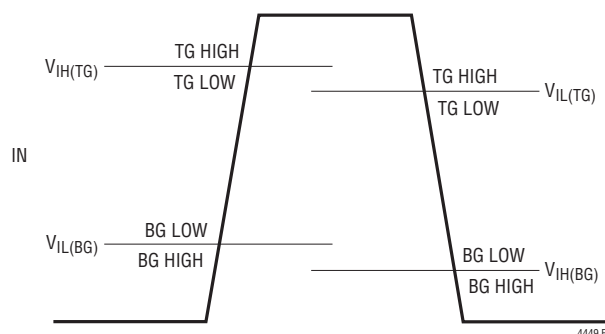 TG HIGH
VIH(TG)
TG LOW
TG HIGH
VIL(TG)
TG LOW
IN
BG LOW
VIL(BG)
BG HIGH
BG LOW
VIH(BG)
BG HIGH